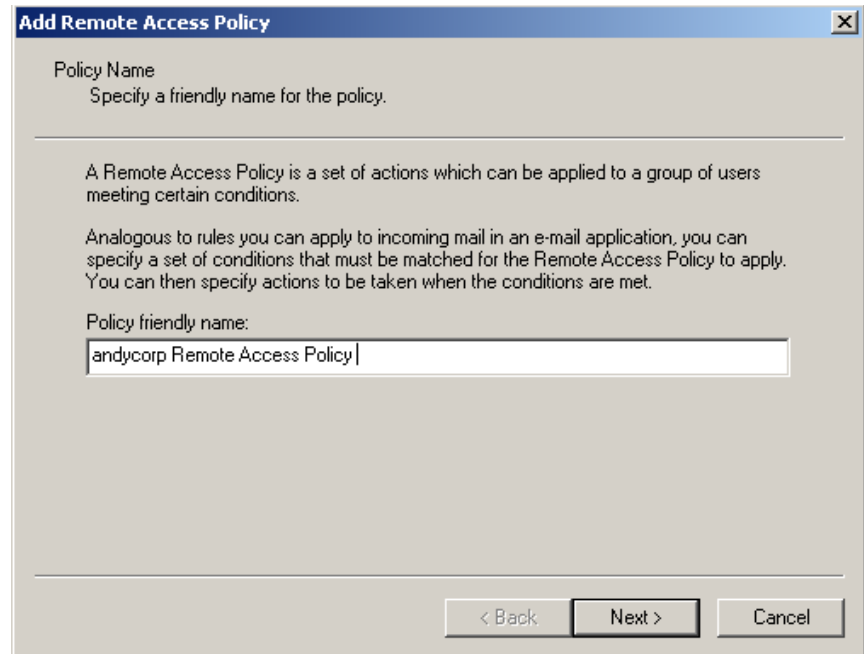 Add Remote Access Policy
Policy Name
Specify a friendly name for the policy.
A Remote Access Policy is a set of actions which can be applied to a group of users
meeting certain conditions.
Analogous to rules you can apply to incoming mail in an e-mail application, you can
specify a set of conditions that must be matched for the Remote Access Policy to apply.
You can then specify actions to be taken when the conditions are met.
Policy friendly name:
andycorp Remote Access Policy
< Back
Next >
Cancel